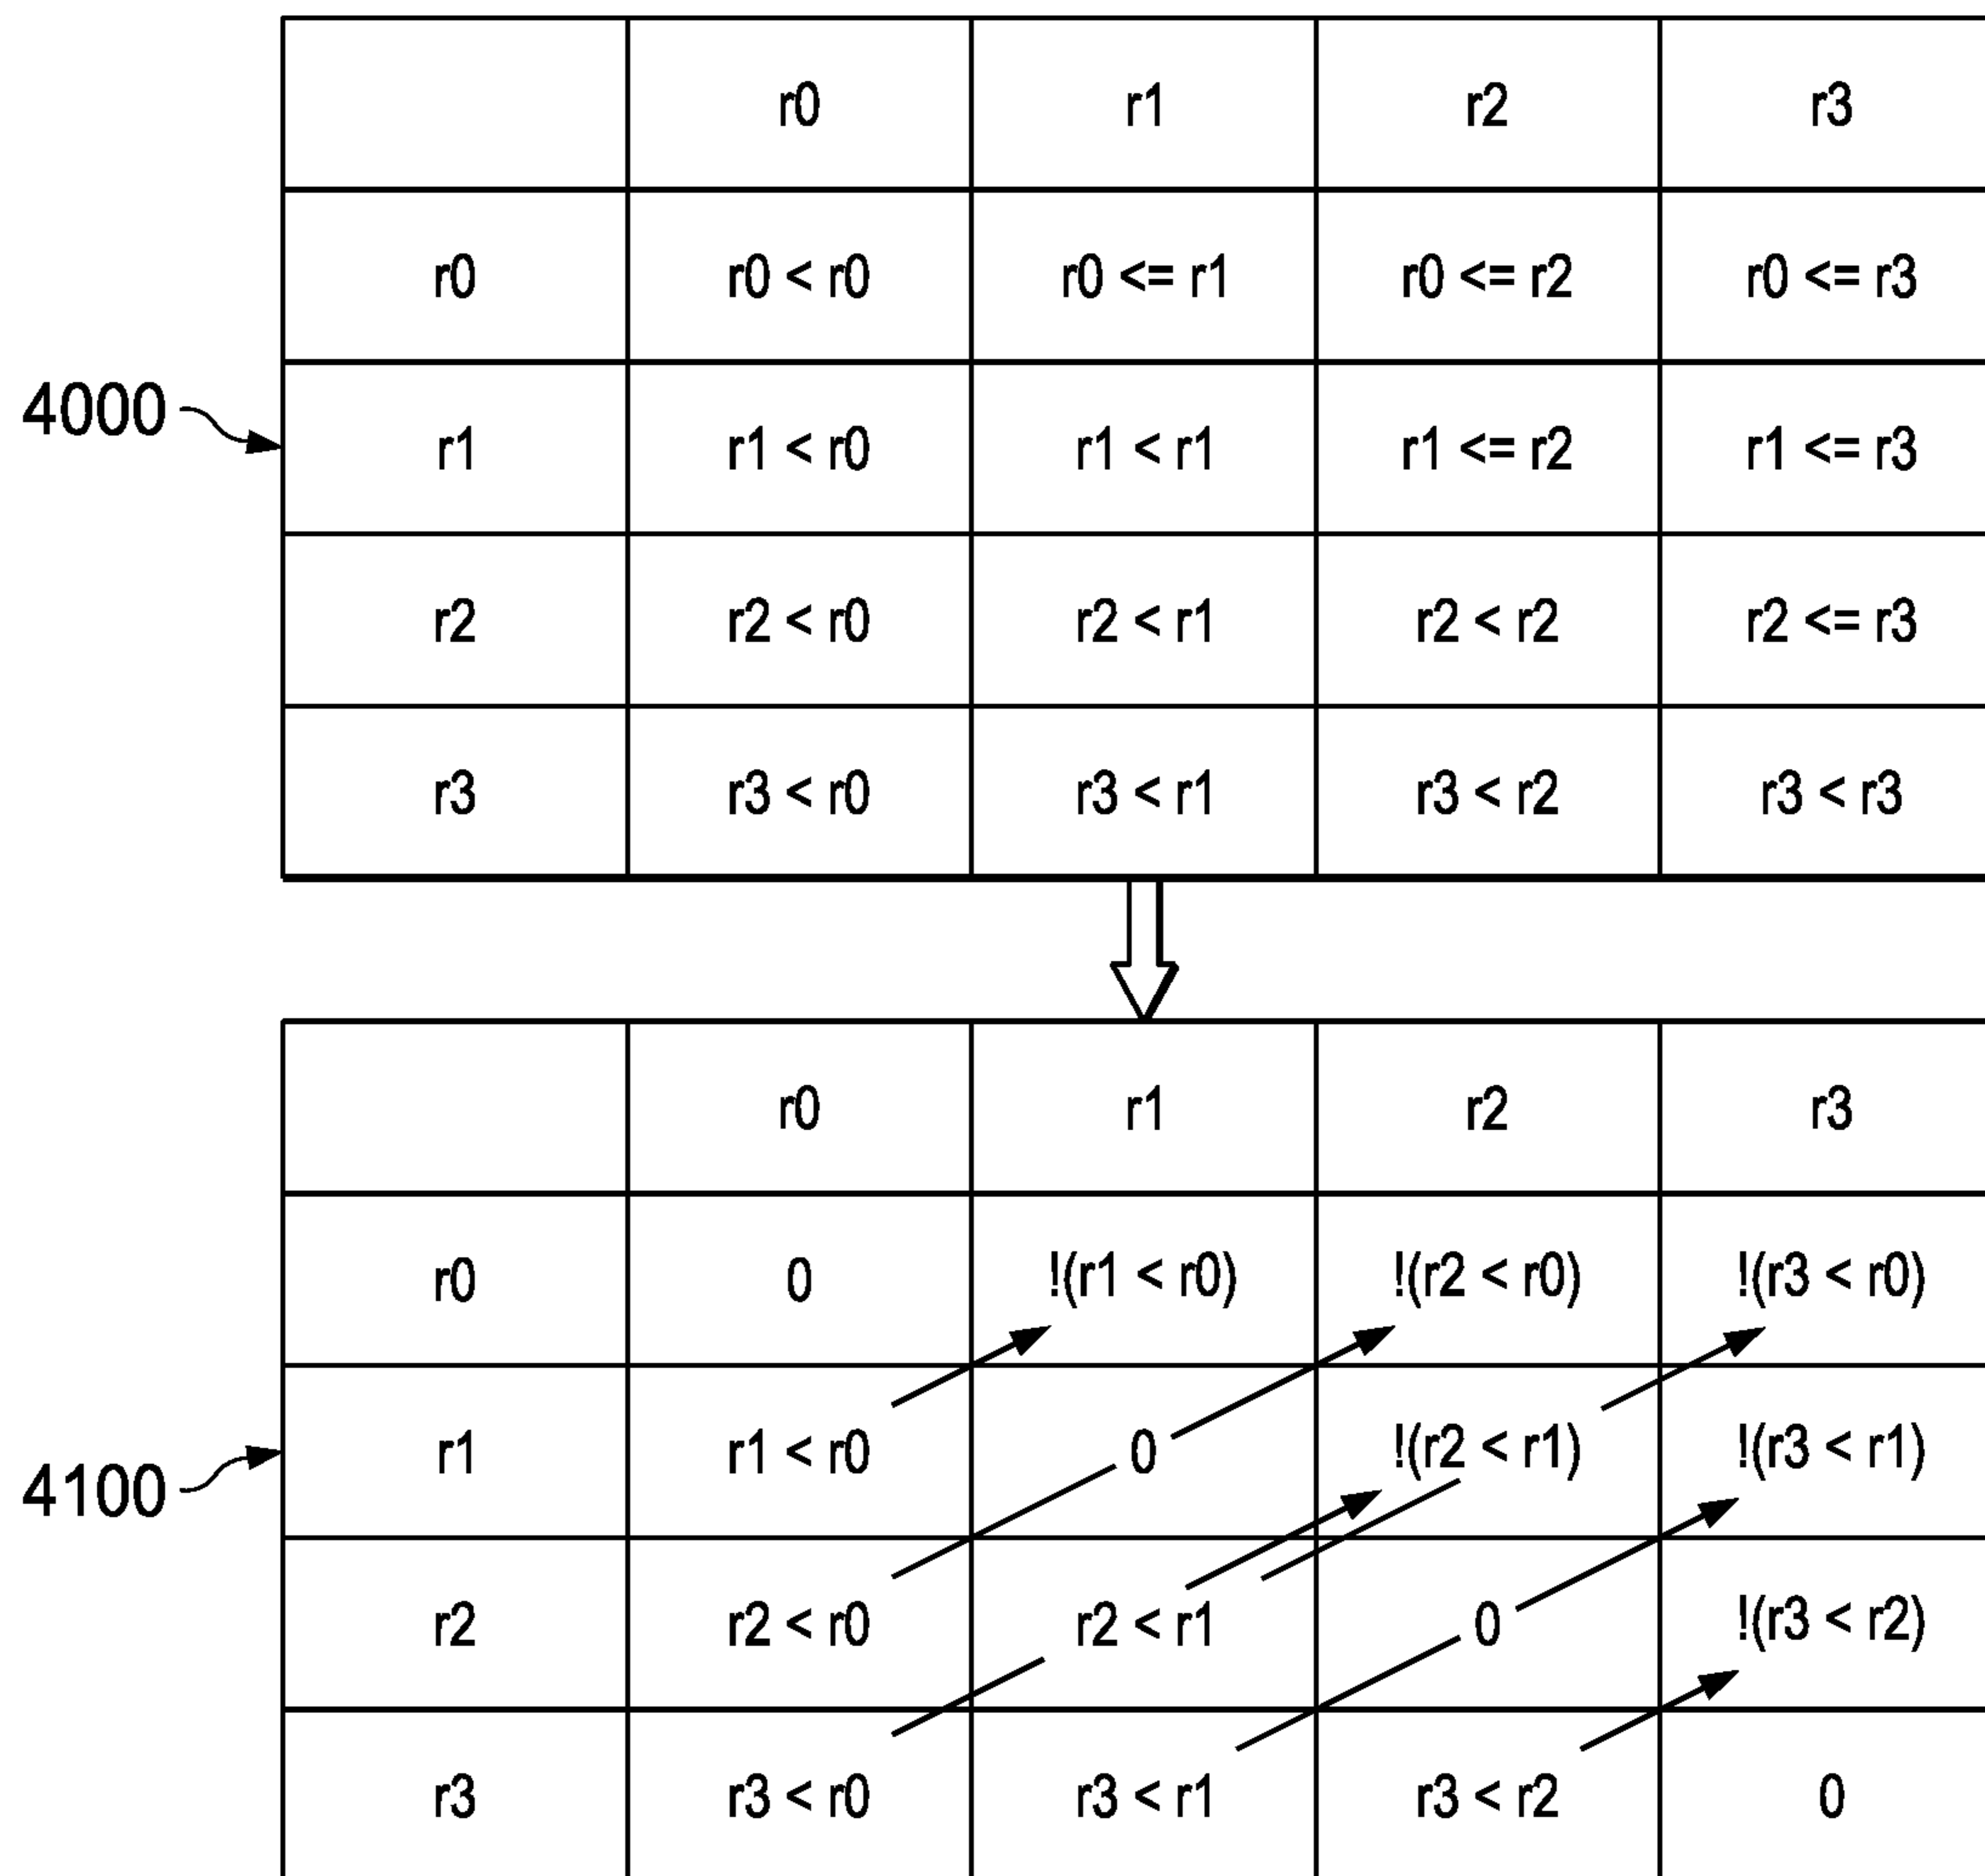 r0 r1 r2 r3
r0 r0 < r0 r0 <= r1 r0 <= r2 r0 <= r3
4000
r1 r1 < r0 r1 < r1 r1 <= r2 r1 <= r3
r2 r2 < r0 r2 < r1 r2 < r2 r2 <= r3
r3 r3 < r0 r3 < r1 r3 < r2 r3 < r3
r0 r1 r2 r3
r0 0 !(r1 < r0) !(r2 < r0) !(r3 < r0)
r1 r1 < r0 0 !(r2 < r1) !(r3 < r1)
4100
r2 r2 < r0 r2 < r1 0 !(r3 < r2)
r3 r3 < r0 r3 < r1 r3 < r2 0